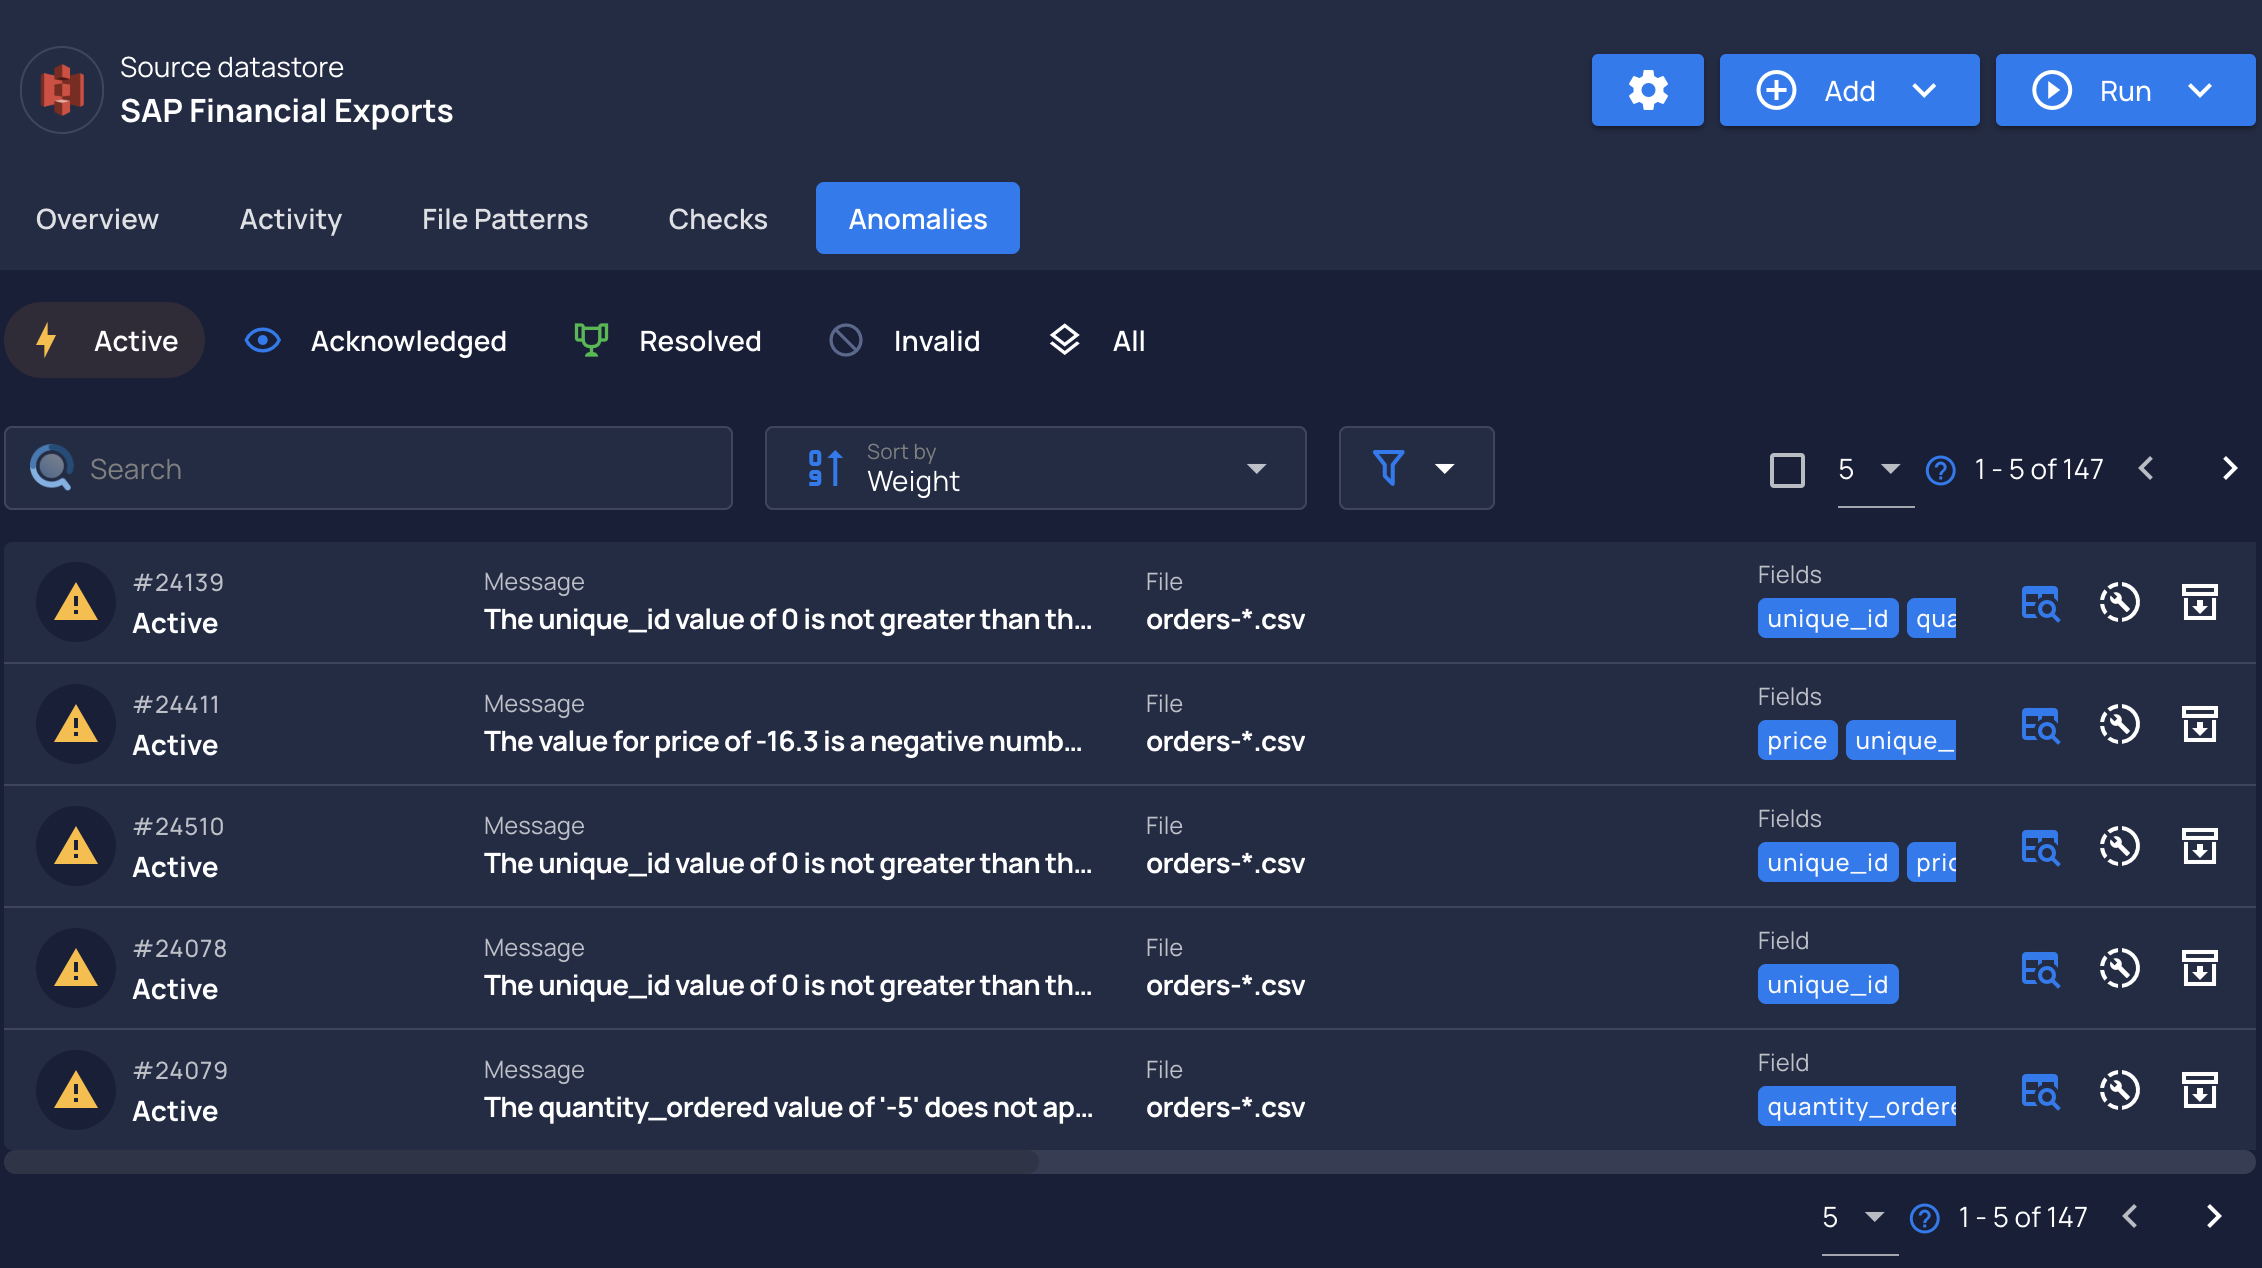 Source datastore
SAP Financial Exports
Add
Run
Overview
Activity
File Patterns
Checks
Anomalies
Active
Acknowledged
Resolved
Invalid
All
Search
Sort by
Weight
5
1 - 5 of 147
#24139
Active
Message
The unique_id value of 0 is not greater than th...
File
orders-*.csv
Fields
unique_id qua
#24411
Active
Message
The value for price of -16.3 is a negative numb...
File
orders-*.csv
Fields
price unique_
#24510
Active
Message
The unique_id value of 0 is not greater than th...
File
orders-*.csv
Fields
unique_id pric
#24078
Active
Message
The unique_id value of 0 is not greater than th...
File
orders-*.csv
Field
unique_id
#24079
Active
Message
The quantity_ordered value of '-5' does not ap...
File
orders-*.csv
Field
quantity_ordere
5
1 - 5 of 147